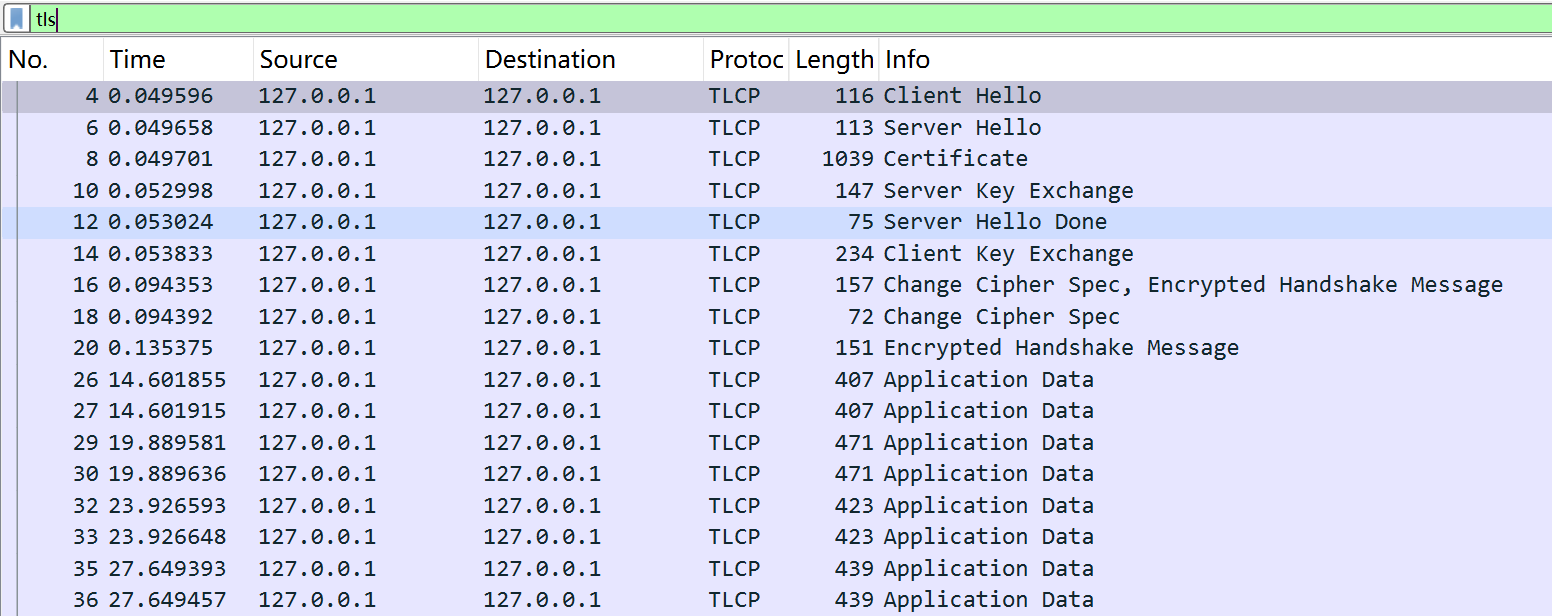 tls
No. Time Source Destination Protoc Length Info
4 0.049596 127.0.0.1 127.0.0.1 TLCP 116 Client Hello
6 0.049658 127.0.0.1 127.0.0.1 TLCP 113 Server Hello
8 0.049701 127.0.0.1 127.0.0.1 TLCP 1039 Certificate
10 0.052998 127.0.0.1 127.0.0.1 TLCP 147 Server Key Exchange
12 0.053024 127.0.0.1 127.0.0.1 TLCP 75 Server Hello Done
14 0.053833 127.0.0.1 127.0.0.1 TLCP 234 Client Key Exchange
16 0.094353 127.0.0.1 127.0.0.1 TLCP 157 Change Cipher Spec, Encrypted Handshake Message
18 0.094392 127.0.0.1 127.0.0.1 TLCP 72 Change Cipher Spec
20 0.135375 127.0.0.1 127.0.0.1 TLCP 151 Encrypted Handshake Message
26 14.601855 127.0.0.1 127.0.0.1 TLCP 407 Application Data
27 14.601915 127.0.0.1 127.0.0.1 TLCP 407 Application Data
29 19.889581 127.0.0.1 127.0.0.1 TLCP 471 Application Data
30 19.889636 127.0.0.1 127.0.0.1 TLCP 471 Application Data
32 23.926593 127.0.0.1 127.0.0.1 TLCP 423 Application Data
33 23.926648 127.0.0.1 127.0.0.1 TLCP 423 Application Data
35 27.649393 127.0.0.1 127.0.0.1 TLCP 439 Application Data
36 27.649457 127.0.0.1 127.0.0.1 TLCP 439 Application Data